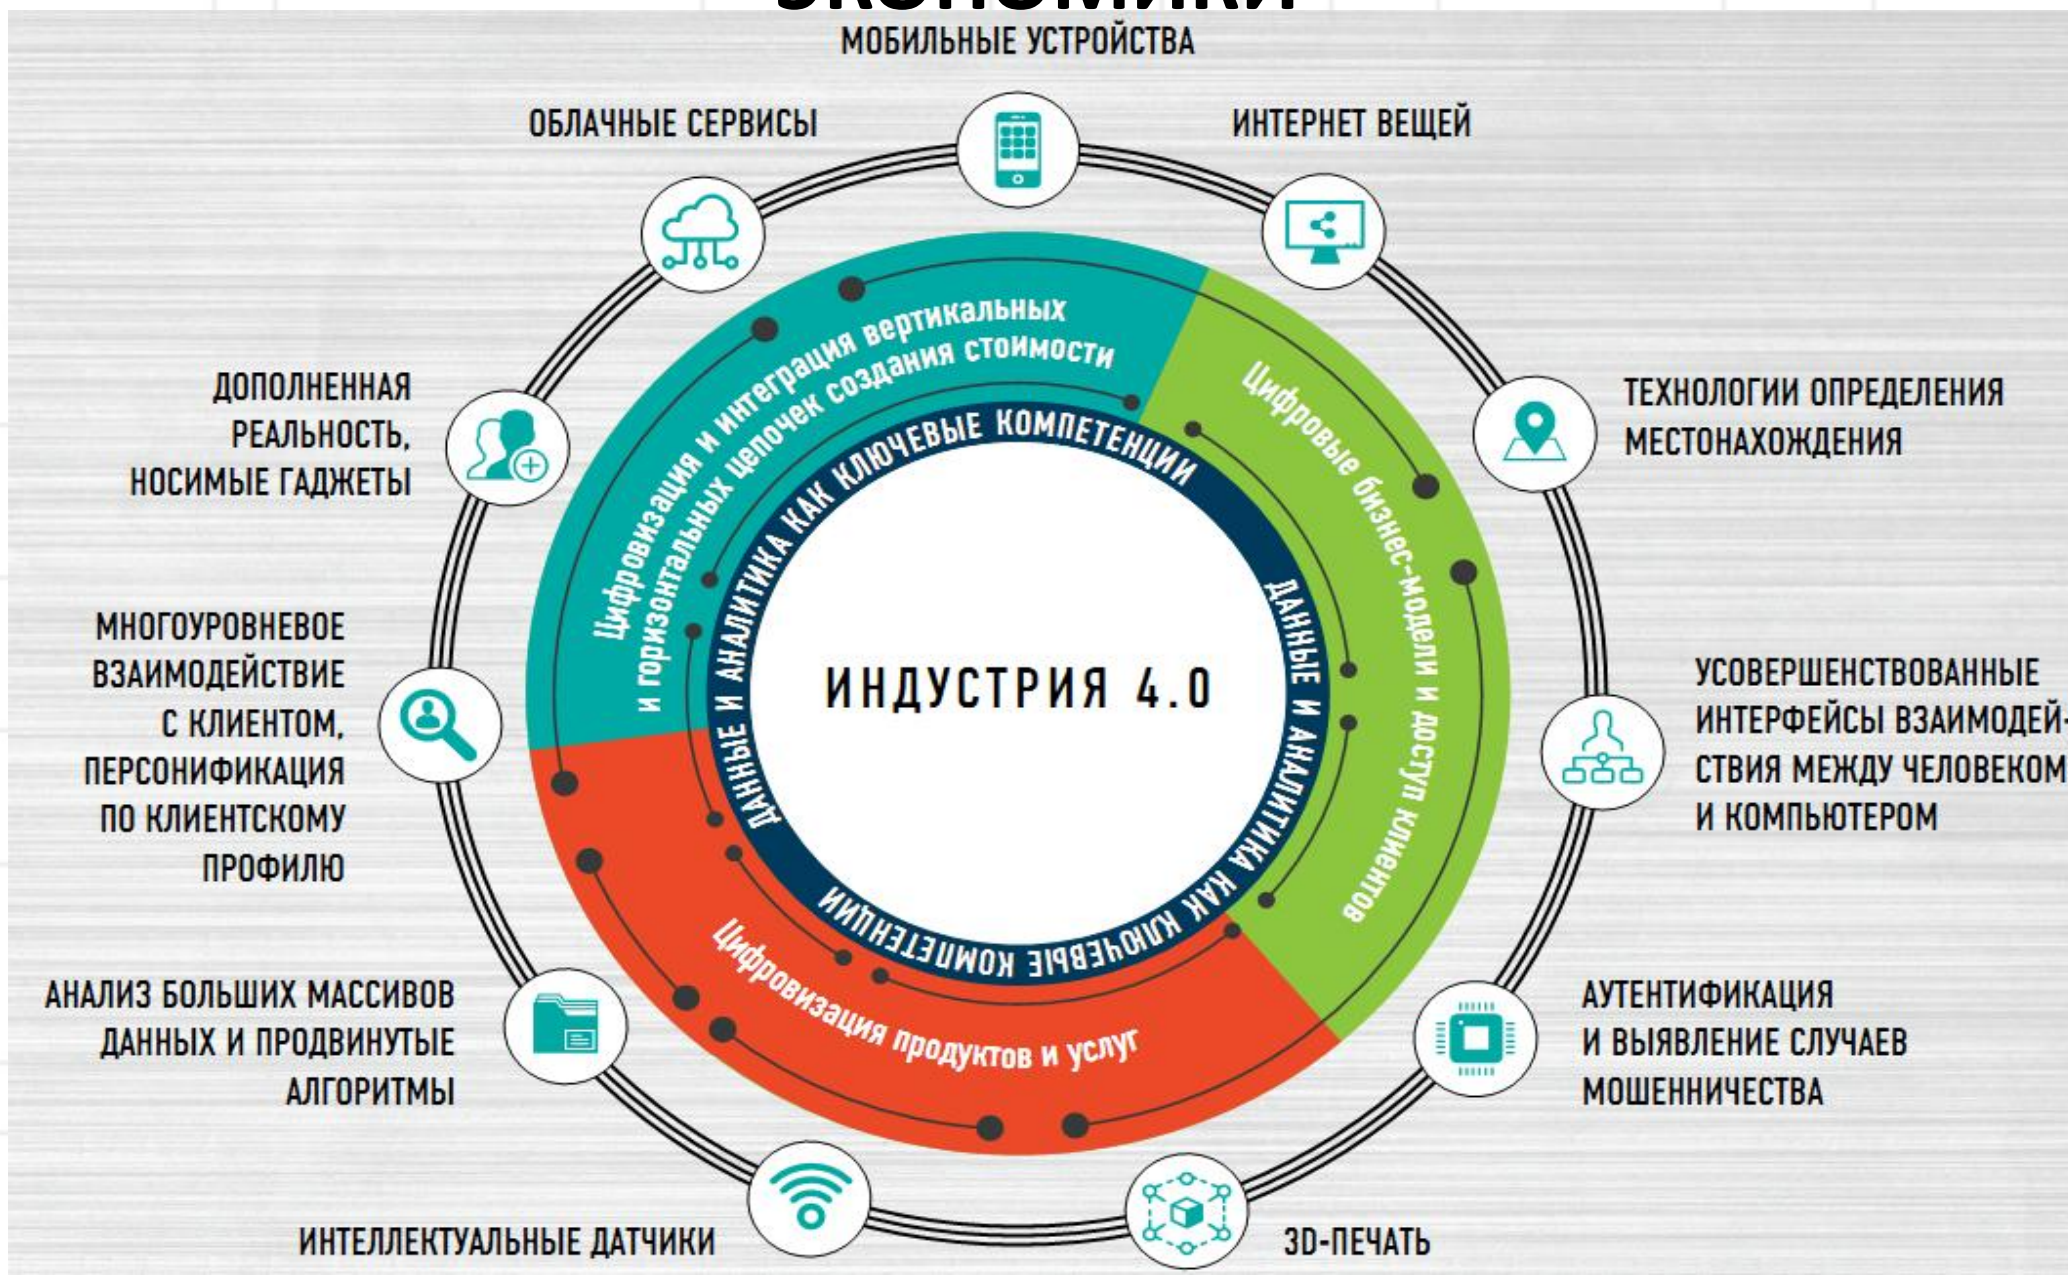 ЭКОНОМИКИ
МОБИЛЬНЫЕ УСТРОЙСТВА
ОБЛАЧНЫЕ СЕРВИСЫ
ИНТЕРНЕТ ВЕЩЕЙ
ДОПОЛНЕННАЯ
РЕАЛЬНОСТЬ,
НОСИМЫЕ ГАДЖЕТЫ
ТЕХНОЛОГИИ ОПРЕДЕЛЕНИЯ
МЕСТОНАХОЖДЕНИЯ
МНОГОУРОВНЕВОЕ
ВЗАИМОДЕЙСТВИЕ
С КЛИЕНТОМ,
ПЕРСОНИФИКАЦИЯ
ПО КЛИЕНТСКОМУ
ПРОФИЛЮ
УСОВЕРШЕНСТВОВАННЫЕ
ИНТЕРФЕЙСЫ ВЗАИМОДЕЙ-
СТВИЯ МЕЖДУ ЧЕЛОВЕКОМ
И КОМПЬЮТЕРОМ
АНАЛИЗ БОЛЬШИХ МАССИВОВ
ДАННЫХ И ПРОДВИНУТЫЕ
АЛГОРИТМЫ
АУТЕНТИФИКАЦИЯ
И ВЫЯВЛЕНИЕ СЛУЧАЕВ
МОШЕННИЧЕСТВА
ИНТЕЛЛЕКТУАЛЬНЫЕ ДАТЧИКИ
3D-ПЕЧАТЬ
Цифровизация и интеграция вертикальных
и горизонтальных цепочек создания стоимости
Цифровые бизнес-модели и доступ клиентов
Цифровизация продуктов и услуг
ДАННЫЕ И АНАЛИТИКА КАК КЛЮЧЕВЫЕ КОМПЕТЕНЦИИ
ДАННЫЕ И АНАЛИТИКА КАК КЛЮЧЕВЫЕ КОМПЕТЕНЦИИ
ИНДУСТРИЯ 4.0